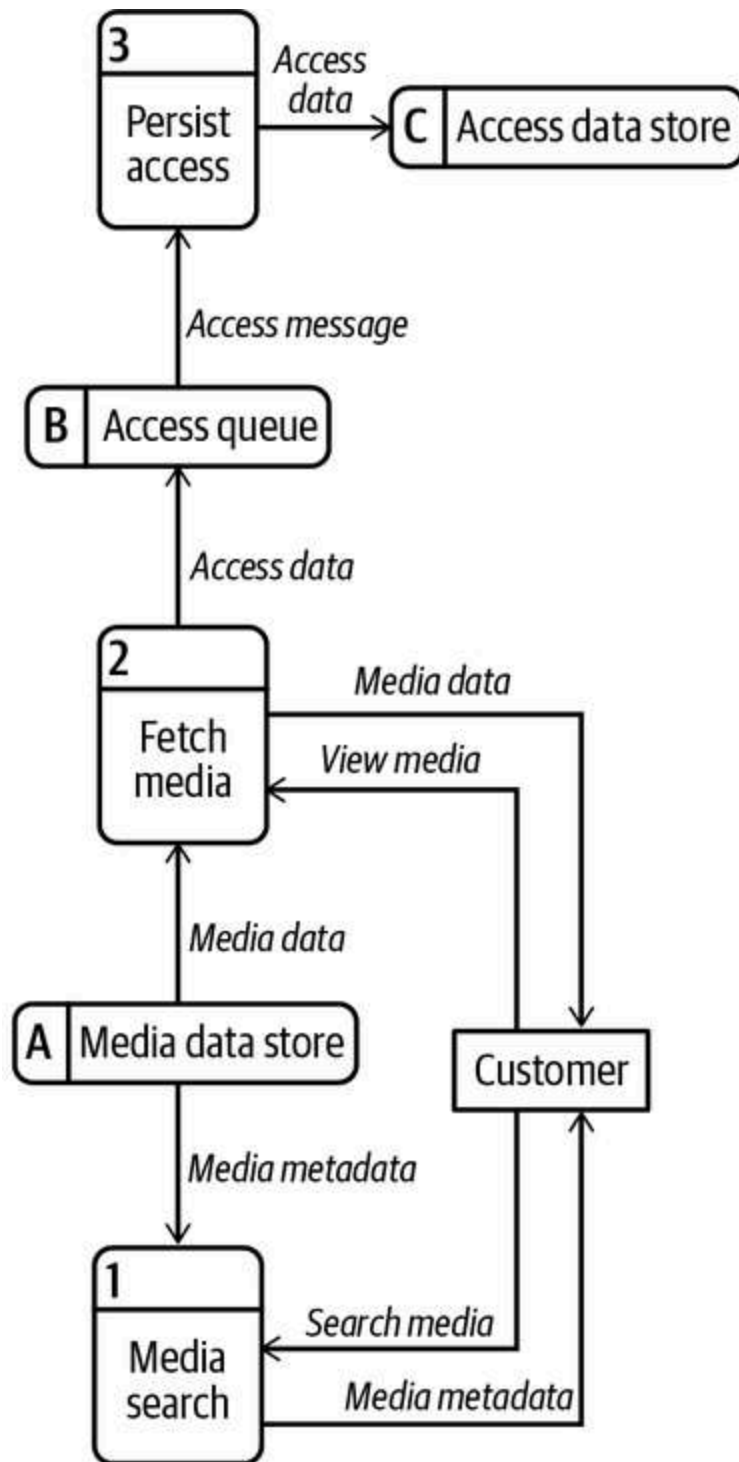 3
Persist
access
Access
data
C Access data store
Access message
B Access queue
Access data
2
Fetch
media
Media data
View media
Media data
A Media data store
Customer
Media metadata
1
Media
search
Search media
Media metadata